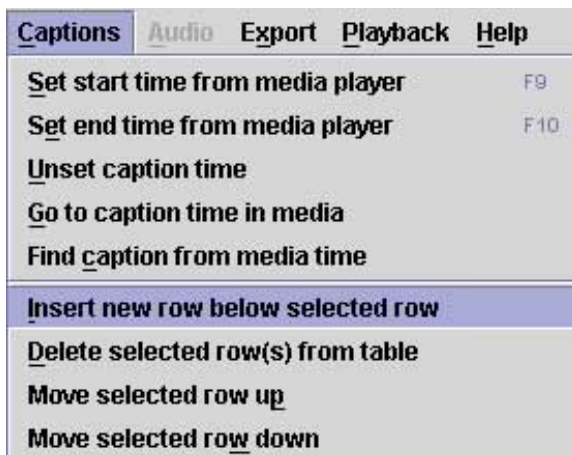 Captions Audio Export Playback Help
Set start time from media player F9
Set end time from media player F10
Unset caption time
Go to caption time in media
Find caption from media time
Insert new row below selected row
Delete selected row(s) from table
Move selected row up
Move selected row down